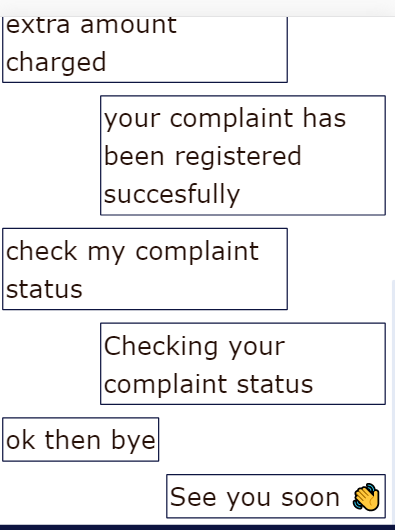 extra amount
charged
your complaint has
been registered
succesfully
check my complaint
status
Checking your
complaint status
ok then bye
See you soon 👋